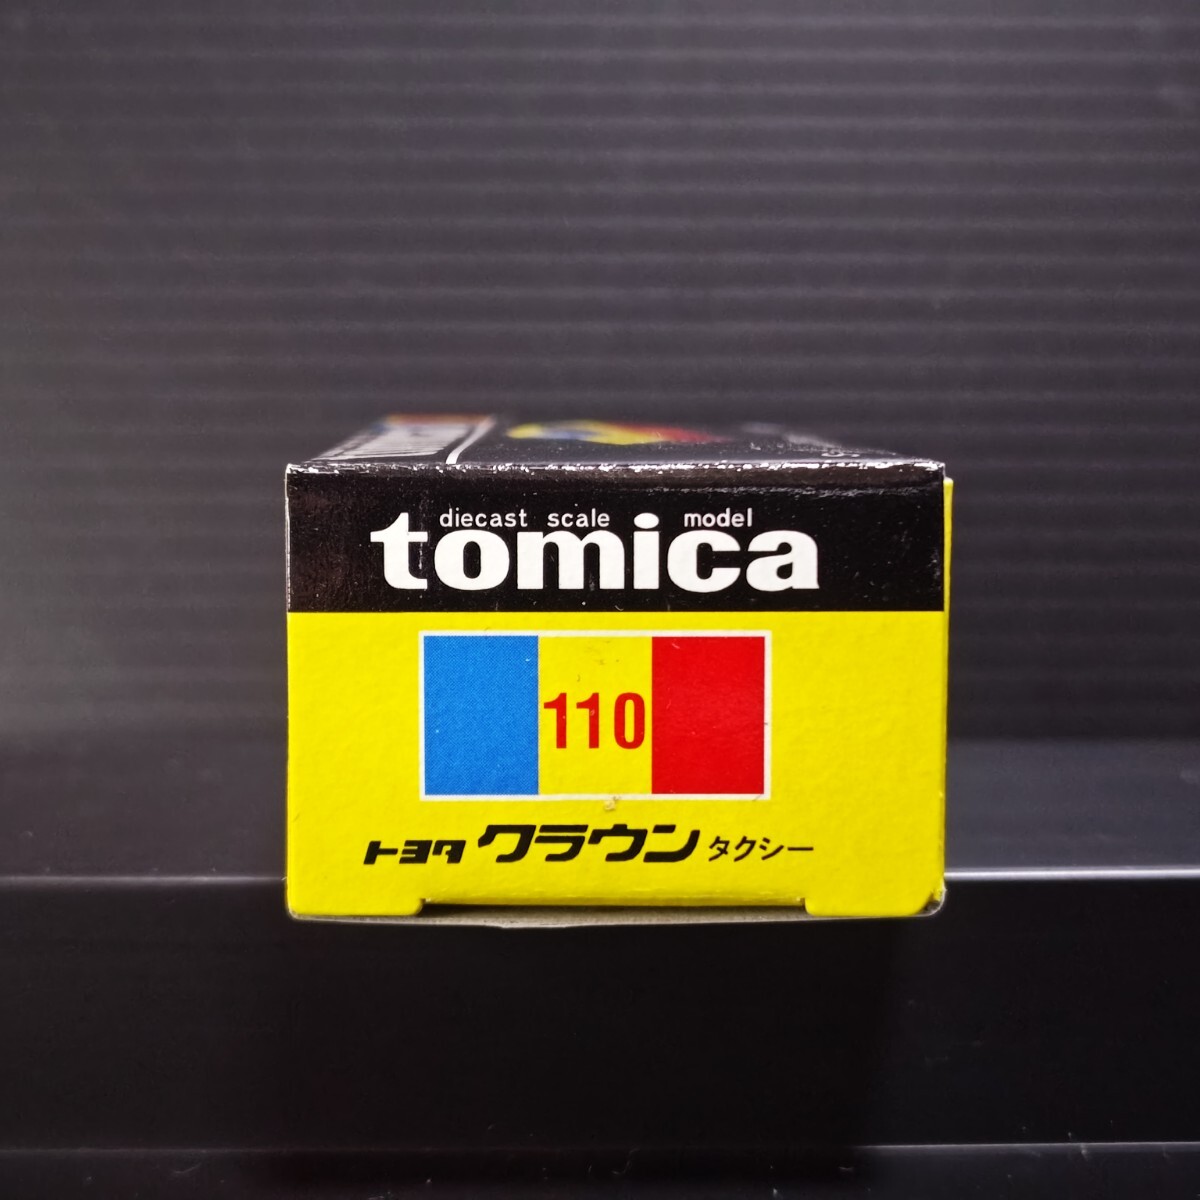 diecast scale model
tomica
110
トヨタ クラウン タクシー